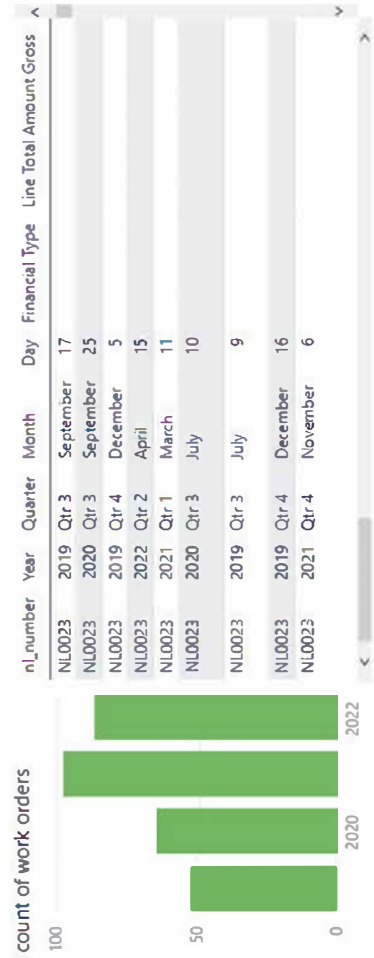 count of work orders
100
50
0
2020
2022
nl_number Year Quarter Month Day Financial Type Line Total Amount Gross
NL0023 2019 Qtr 3 September 17
NL0023 2020 Qtr 3 September 25
NL0023 2019 Qtr 4 December 5
NL0023 2022 Qtr 2 April 15
NL0023 2021 Qtr 1 March 11
NL0023 2020 Qtr 3 July 10
NL0023 2019 Qtr 3 July 9
NL0023 2019 Qtr 4 December 16
NL0023 2021 Qtr 4 November 6